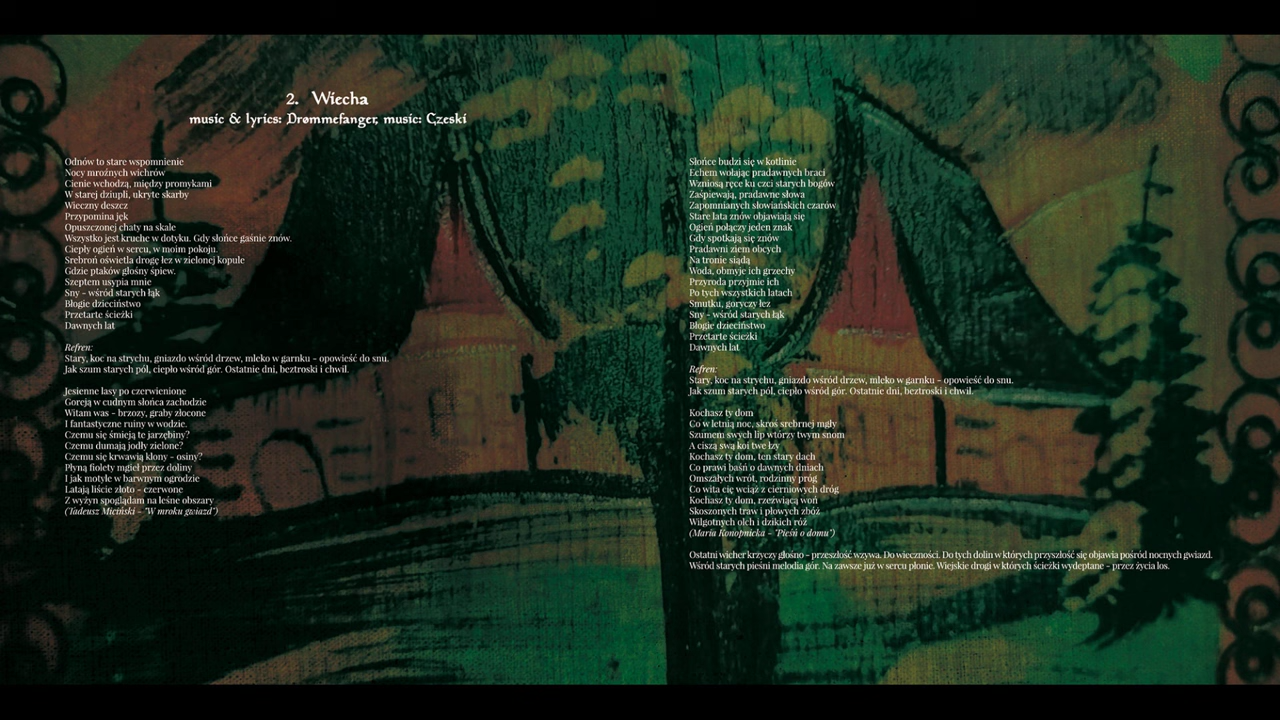 2. Wiecha
music & lyrics: Drømmefanger, music: Czeski
Odnów to stare wspomnienie
Nocy mroźnych wichrów
Cienie wchodzą, między promykami
W starej dziupli, ukryte skarby
Wieczny deszcz
Przypomina jęk
Opuszczonej chaty na skale
Wszystko jest kruche w dotyku. Gdy słońce gaśnie znów.
Ciepły ogień w sercu, w moim pokoju.
Srebroń oświetla drogę łez w zielonej kopule
Gdzie ptaków głośny śpiew.
Szeptem usypia mnie
Sny - wśród starych łąk
Błogie dzieciństwo
Przetarte ścieżki
Dawnych lat
Refren:
Stary, koc na strychu, gniazdo wśród drzew, mleko w garnku - opowieść do snu.
Jak szum starych pól, ciepło wśród gór. Ostatnie dni, beztroski i chwil.
Jesienne lasy po czerwienione
Goreją w cudnym słońca zachodzie
Witam was - brzozy, graby złocone
I fantastyczne ruiny w wodzie.
Czemu się śmieją te jarzębiny?
Czemu dumają jodły zielone?
Czemu się krwawią klony - osiny?
Płyną fiolety mgieł przez doliny
I jak motyle w barwnym ogrodzie
Latają liście złoto - czerwone
Z wyżyn spoglądam na leśne obszary
(Tadeusz Miciński - "W mroku gwiazd")
Słońce budzi się w kotlinie
Echem wołając pradawnych braci
Wzniosą ręce ku czci starych bogów
Zaśpiewają, pradawne słowa
Zapomnianych słowiańskich czarów
Stare lata znów objawiają się
Ogień połączy jeden znak
Gdy spotkają się znów
Pradawni ziem obcych
Na tronie siądą
Woda, obmyje ich grzechy
Przyroda przyjmie ich
Po tych wszystkich latach
Smutku, goryczy łez
Sny - wśród starych łąk
Błogie dzieciństwo
Przetarte ścieżki
Dawnych lat
Refren:
Stary, koc na strychu, gniazdo wśród drzew, mleko w garnku - opowieść do snu.
Jak szum starych pól, ciepło wśród gór. Ostatnie dni, beztroski i chwil.
Kochasz ty dom
Co w letnią noc, skroś srebrnej mgły
Szumem swych lip wtórzy twym snom
A ciszą swą koi twe łzy
Kochasz ty dom, ten stary dach
Co prawi baśń o dawnych dniach
Omszałych wrót, rodzinny próg
Co wita cię wciąż z cierniowych dróg
Kochasz ty dom, rzeźwiącą woń
Skoszonych traw i płowych zbóż
Wilgotnych olch i dzikich róż
(Maria Konopnicka - "Pieśń o domu")
Ostatni wicher krzyczy głośno - przeszłość wzywa. Do wieczności. Do tych dolin w których przyszłość się objawia pośród nocnych gwiazd.
Wśród starych pieśni melodia gór. Na zawsze już w sercu płonie. Wiejskie drogi w których ścieżki wydeptane - przez życia los.